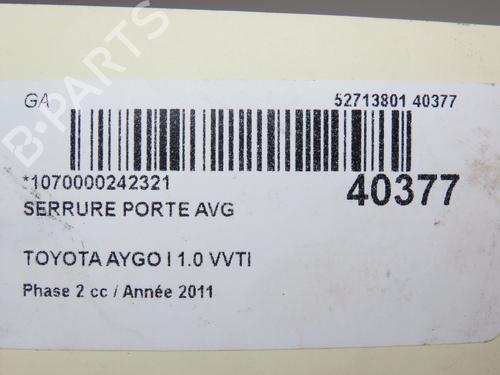 GA 52713801 40377
*1070000242321
40377
SERRURE PORTE AVG
TOYOTA AYGO I 1.0 VVTI
Phase 2 cc / Année 2011
B-PARTS